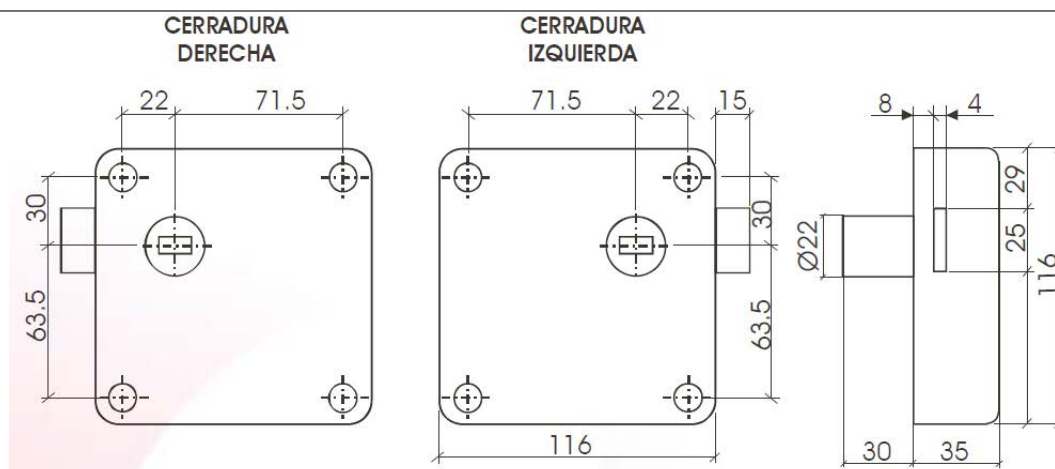 CERRADURA
DERECHA
22 71.5
30
63.5
CERRADURA
IZQUIERDA
71.5 22 15
30
63.5
116
8 4
Ø22
29
25
116
30 35